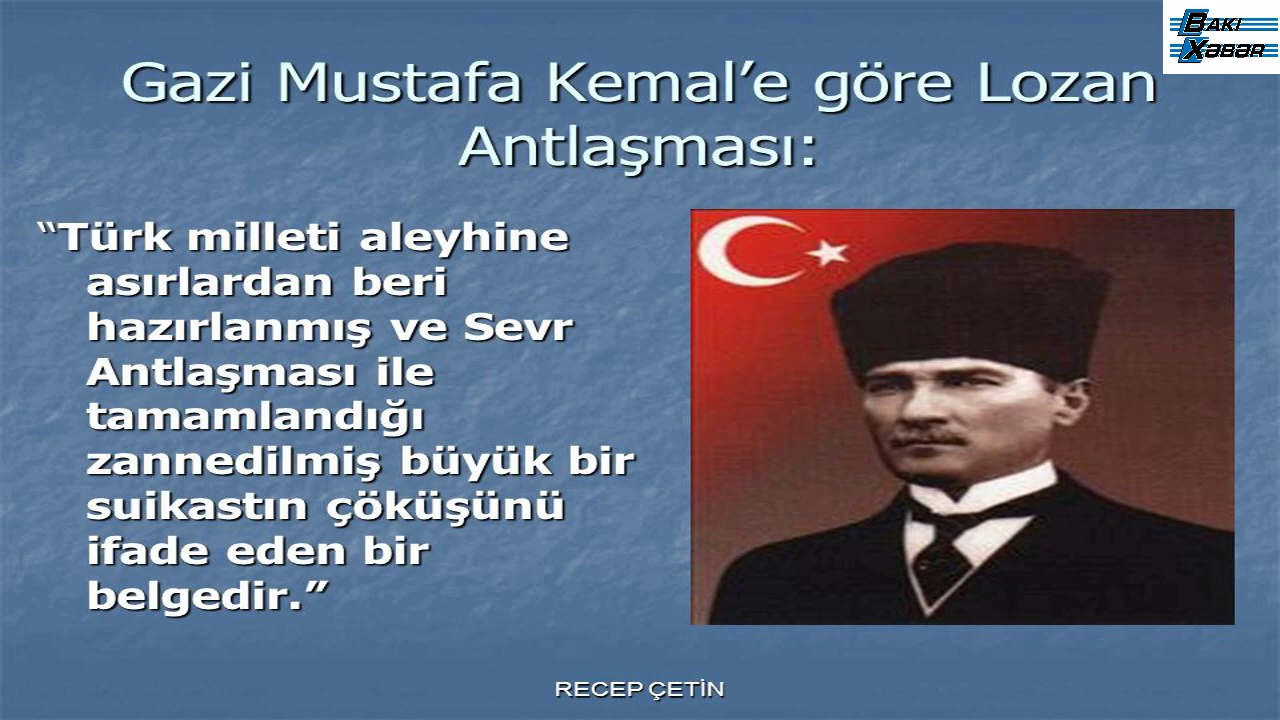 BAKI
XƏBƏR
Gazi Mustafa Kemal’e göre Lozan
Antlaşması:
“Türk milleti aleyhine
asırlardan beri
hazırlanmış ve Sevr
Antlaşması ile
tamamlandığı
zannedilmiş büyük bir
suikastın çöküşünü
ifade eden bir
belgedir.”
RECEP ÇETİN